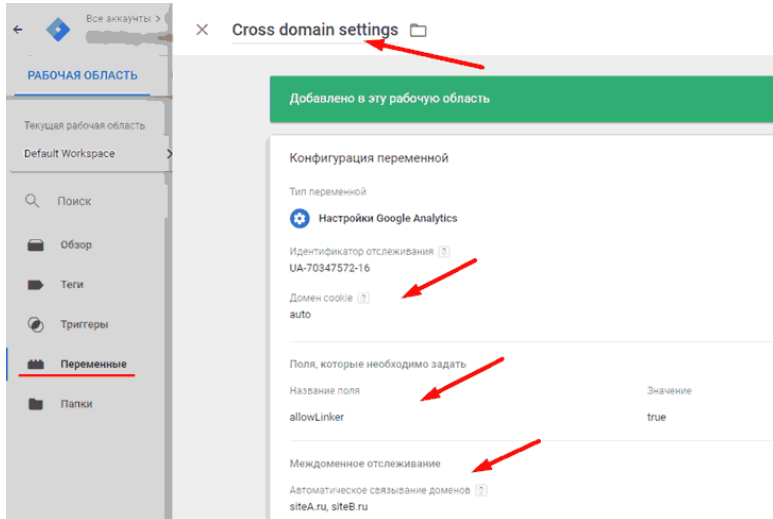 Все аккаунты >
Cross domain settings
РАБОЧАЯ ОБЛАСТЬ
Добавлено в эту рабочую область
Текущая рабочая область
Default Workspace
Поиск
Обзор
Теги
Триггеры
Переменные
Папки
Конфигурация переменной
Тип переменной
Настройки Google Analytics
Идентификатор отслеживания ?
UA-70347572-16
Домен cookie ?
auto
Поля, которые необходимо задать
Название поля Значение
allowLinker true
Междоменное отслеживание
Автоматическое связывание доменов ?
siteA.ru, siteB.ru